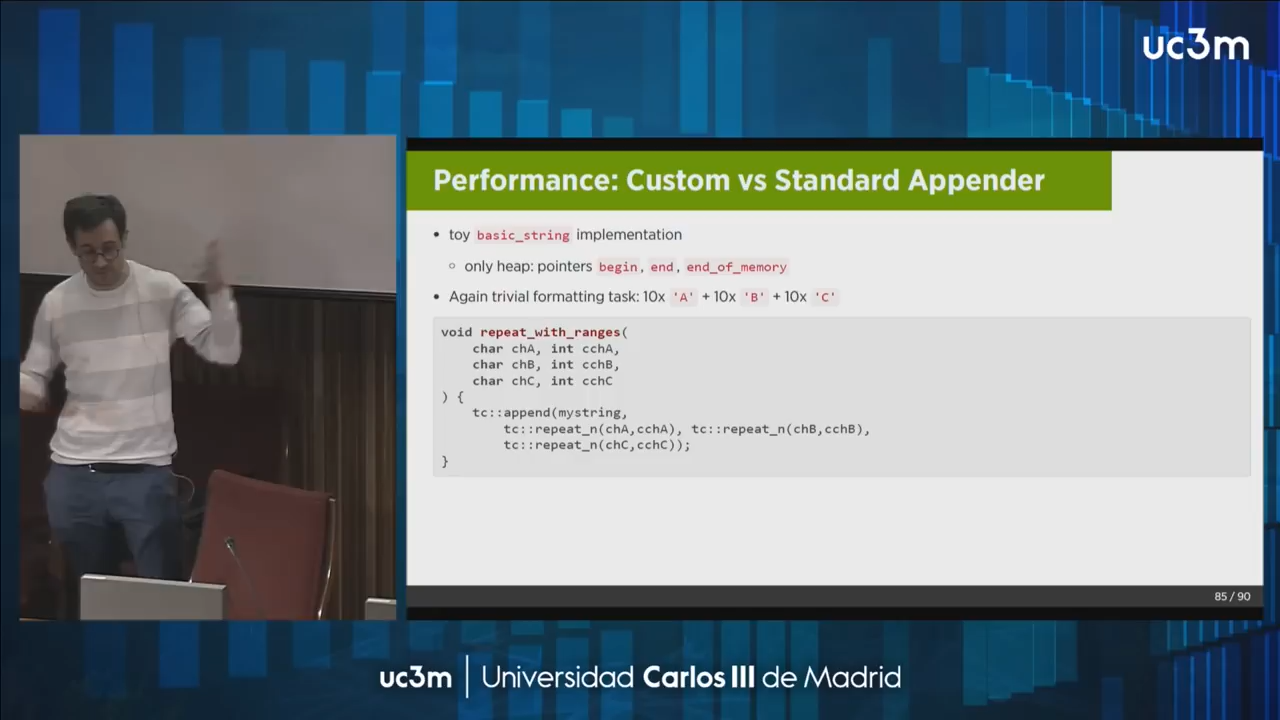 uc3m
Performance: Custom vs Standard Appender
• toy basic_string implementation
○ only heap: pointers begin, end, end_of_memory
• Again trivial formatting task: 10x 'A' + 10x 'B' + 10x 'C'
void repeat_with_ranges(
    char chA, int cchA,
    char chB, int cchB,
    char chC, int cchC
) {
    tc::append(mystring,
        tc::repeat_n(chA,cchA), tc::repeat_n(chB,cchB),
        tc::repeat_n(chC,cchC));
}
85 / 90
uc3m | Universidad Carlos III de Madrid